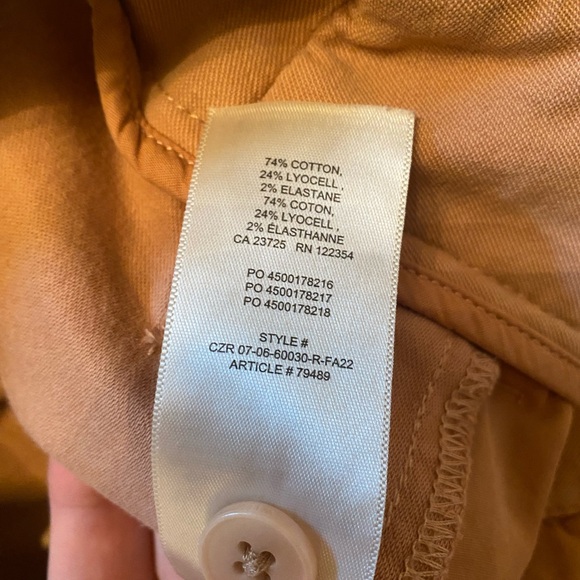 74% COTTON,
24% LYOCELL ,
2% ELASTANE
74% COTON,
24% LYOCELL ,
2% ÉLASTHANNE
CA 23725 RN 122354
PO 4500178216
PO 4500178217
PO 4500178218
STYLE #
CZR 07-06-60030-R-FA22
ARTICLE # 79489